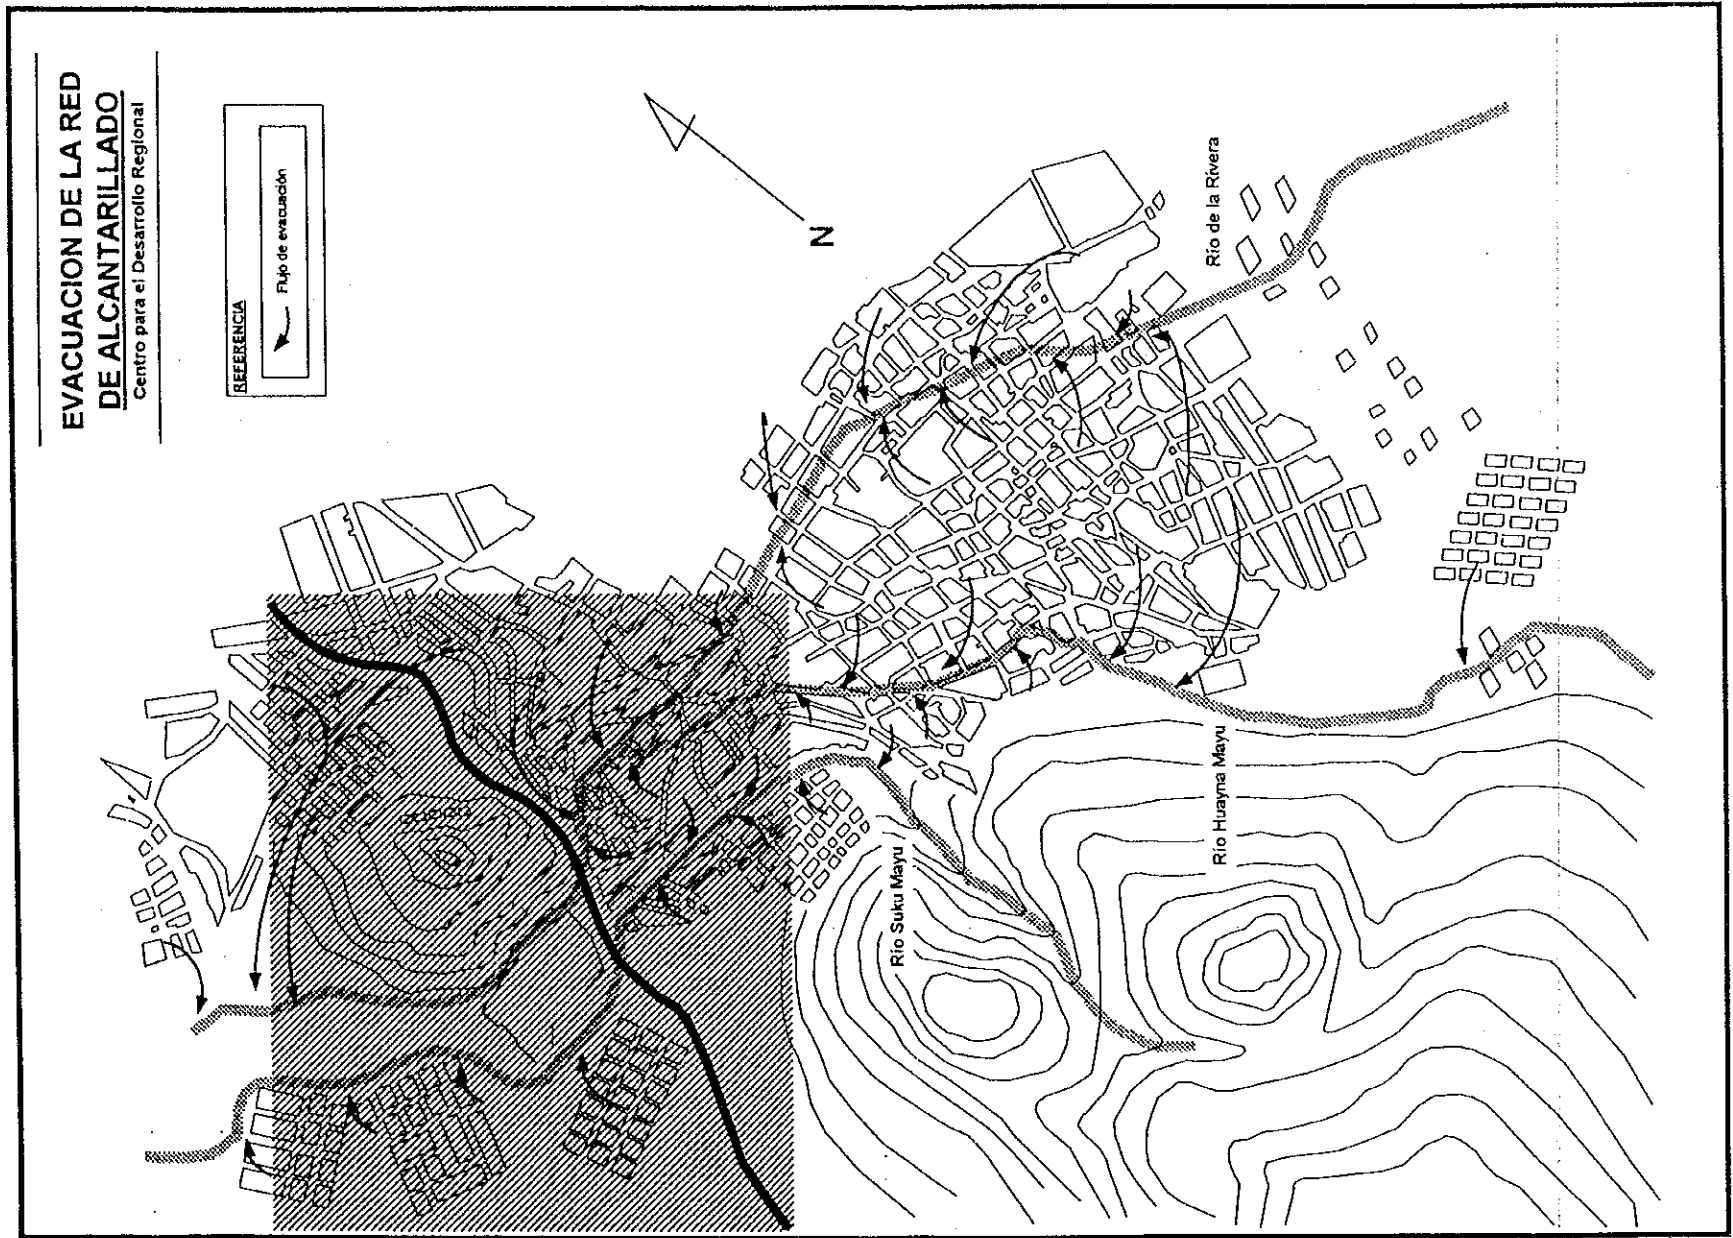 EVACUACION DE LA RED
DE ALCANTARILLADO
Centro para el Desarrollo Regional
REFERENCIA
Flujo de evacuación
N
Río de la Rivera
Río Huayna Mayu
Río Suku Mayu